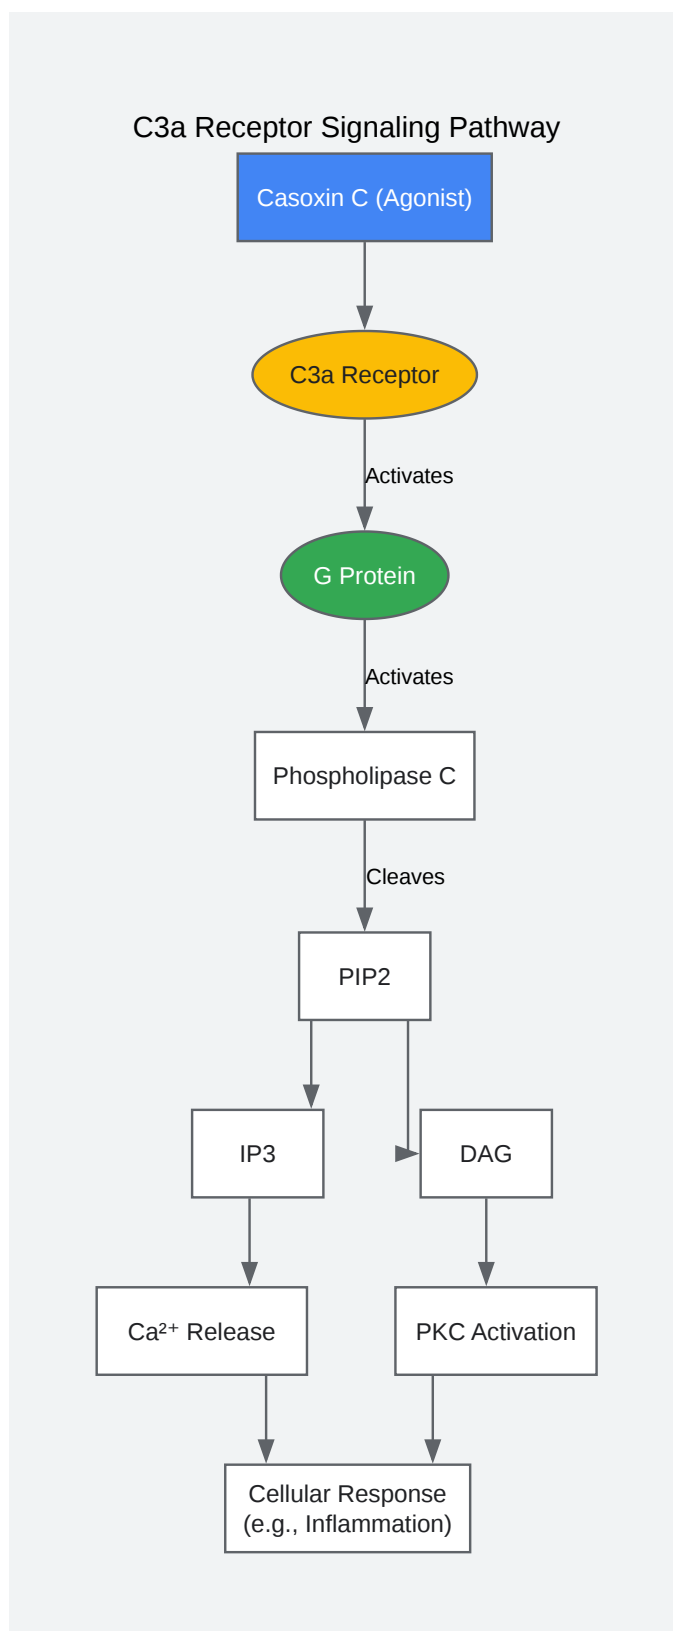 C3a Receptor Signaling Pathway
Casoxin C (Agonist)
C3a Receptor
Activates
G Protein
Activates
Phospholipase C
Cleaves
PIP2
IP3
DAG
Ca²⁺ Release
PKC Activation
Cellular Response
(e.g., Inflammation)